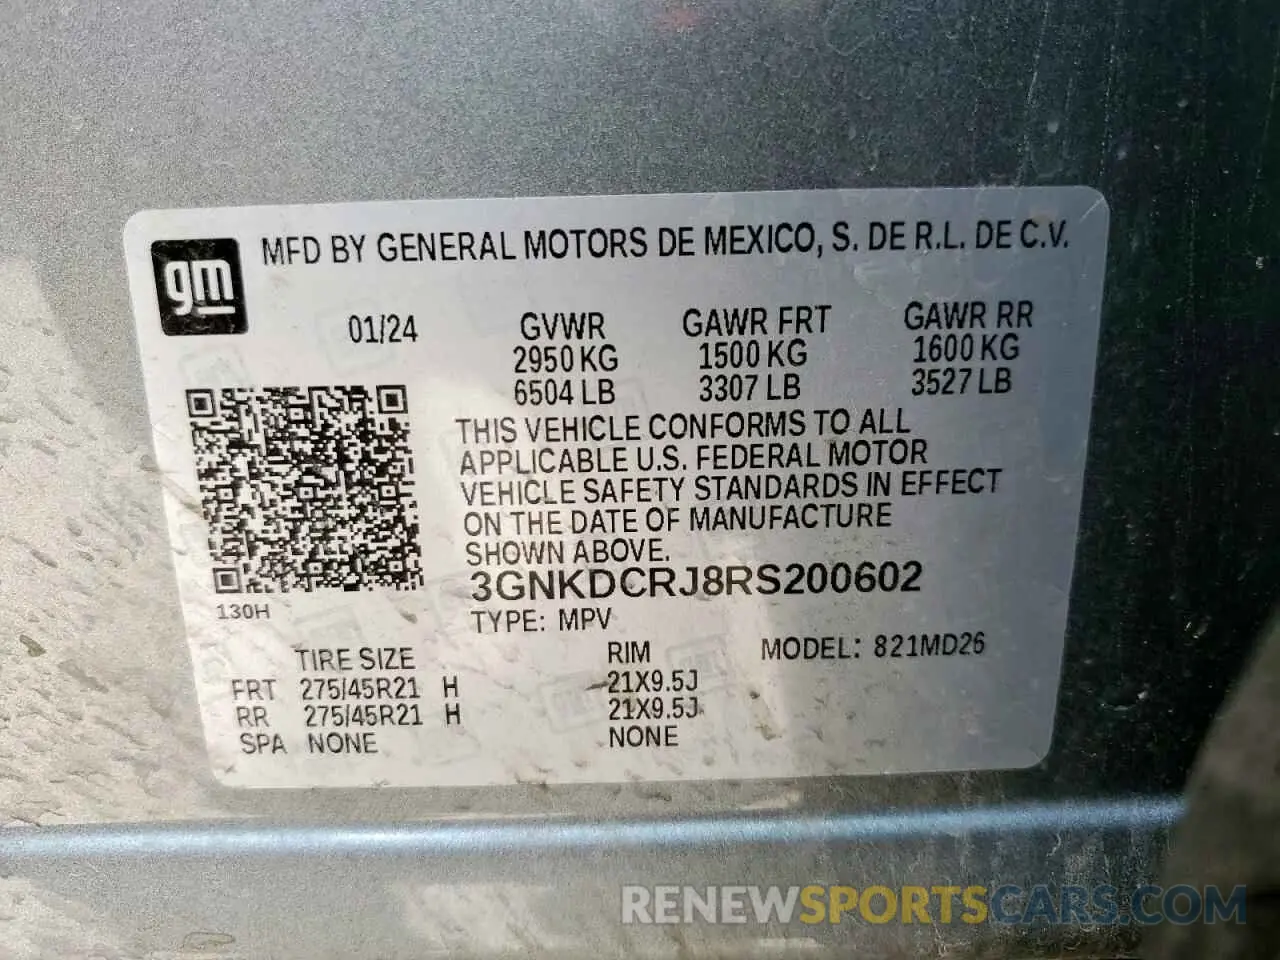 gm
MFD BY GENERAL MOTORS DE MEXICO, S. DE R.L. DE C.V.
01/24 GVWR GAWR FRT GAWR RR
2950 KG 1500 KG 1600 KG
6504 LB 3307 LB 3527 LB
THIS VEHICLE CONFORMS TO ALL
APPLICABLE U.S. FEDERAL MOTOR
VEHICLE SAFETY STANDARDS IN EFFECT
ON THE DATE OF MANUFACTURE
SHOWN ABOVE.
3GNKDCRJ8RS200602
130H
TYPE: MPV
TIRE SIZE RIM MODEL: 821MD26
FRT 275/45R21 H 21X9.5J
RR 275/45R21 H 21X9.5J
SPA NONE NONE
RENEWSPORTSCARS.COM